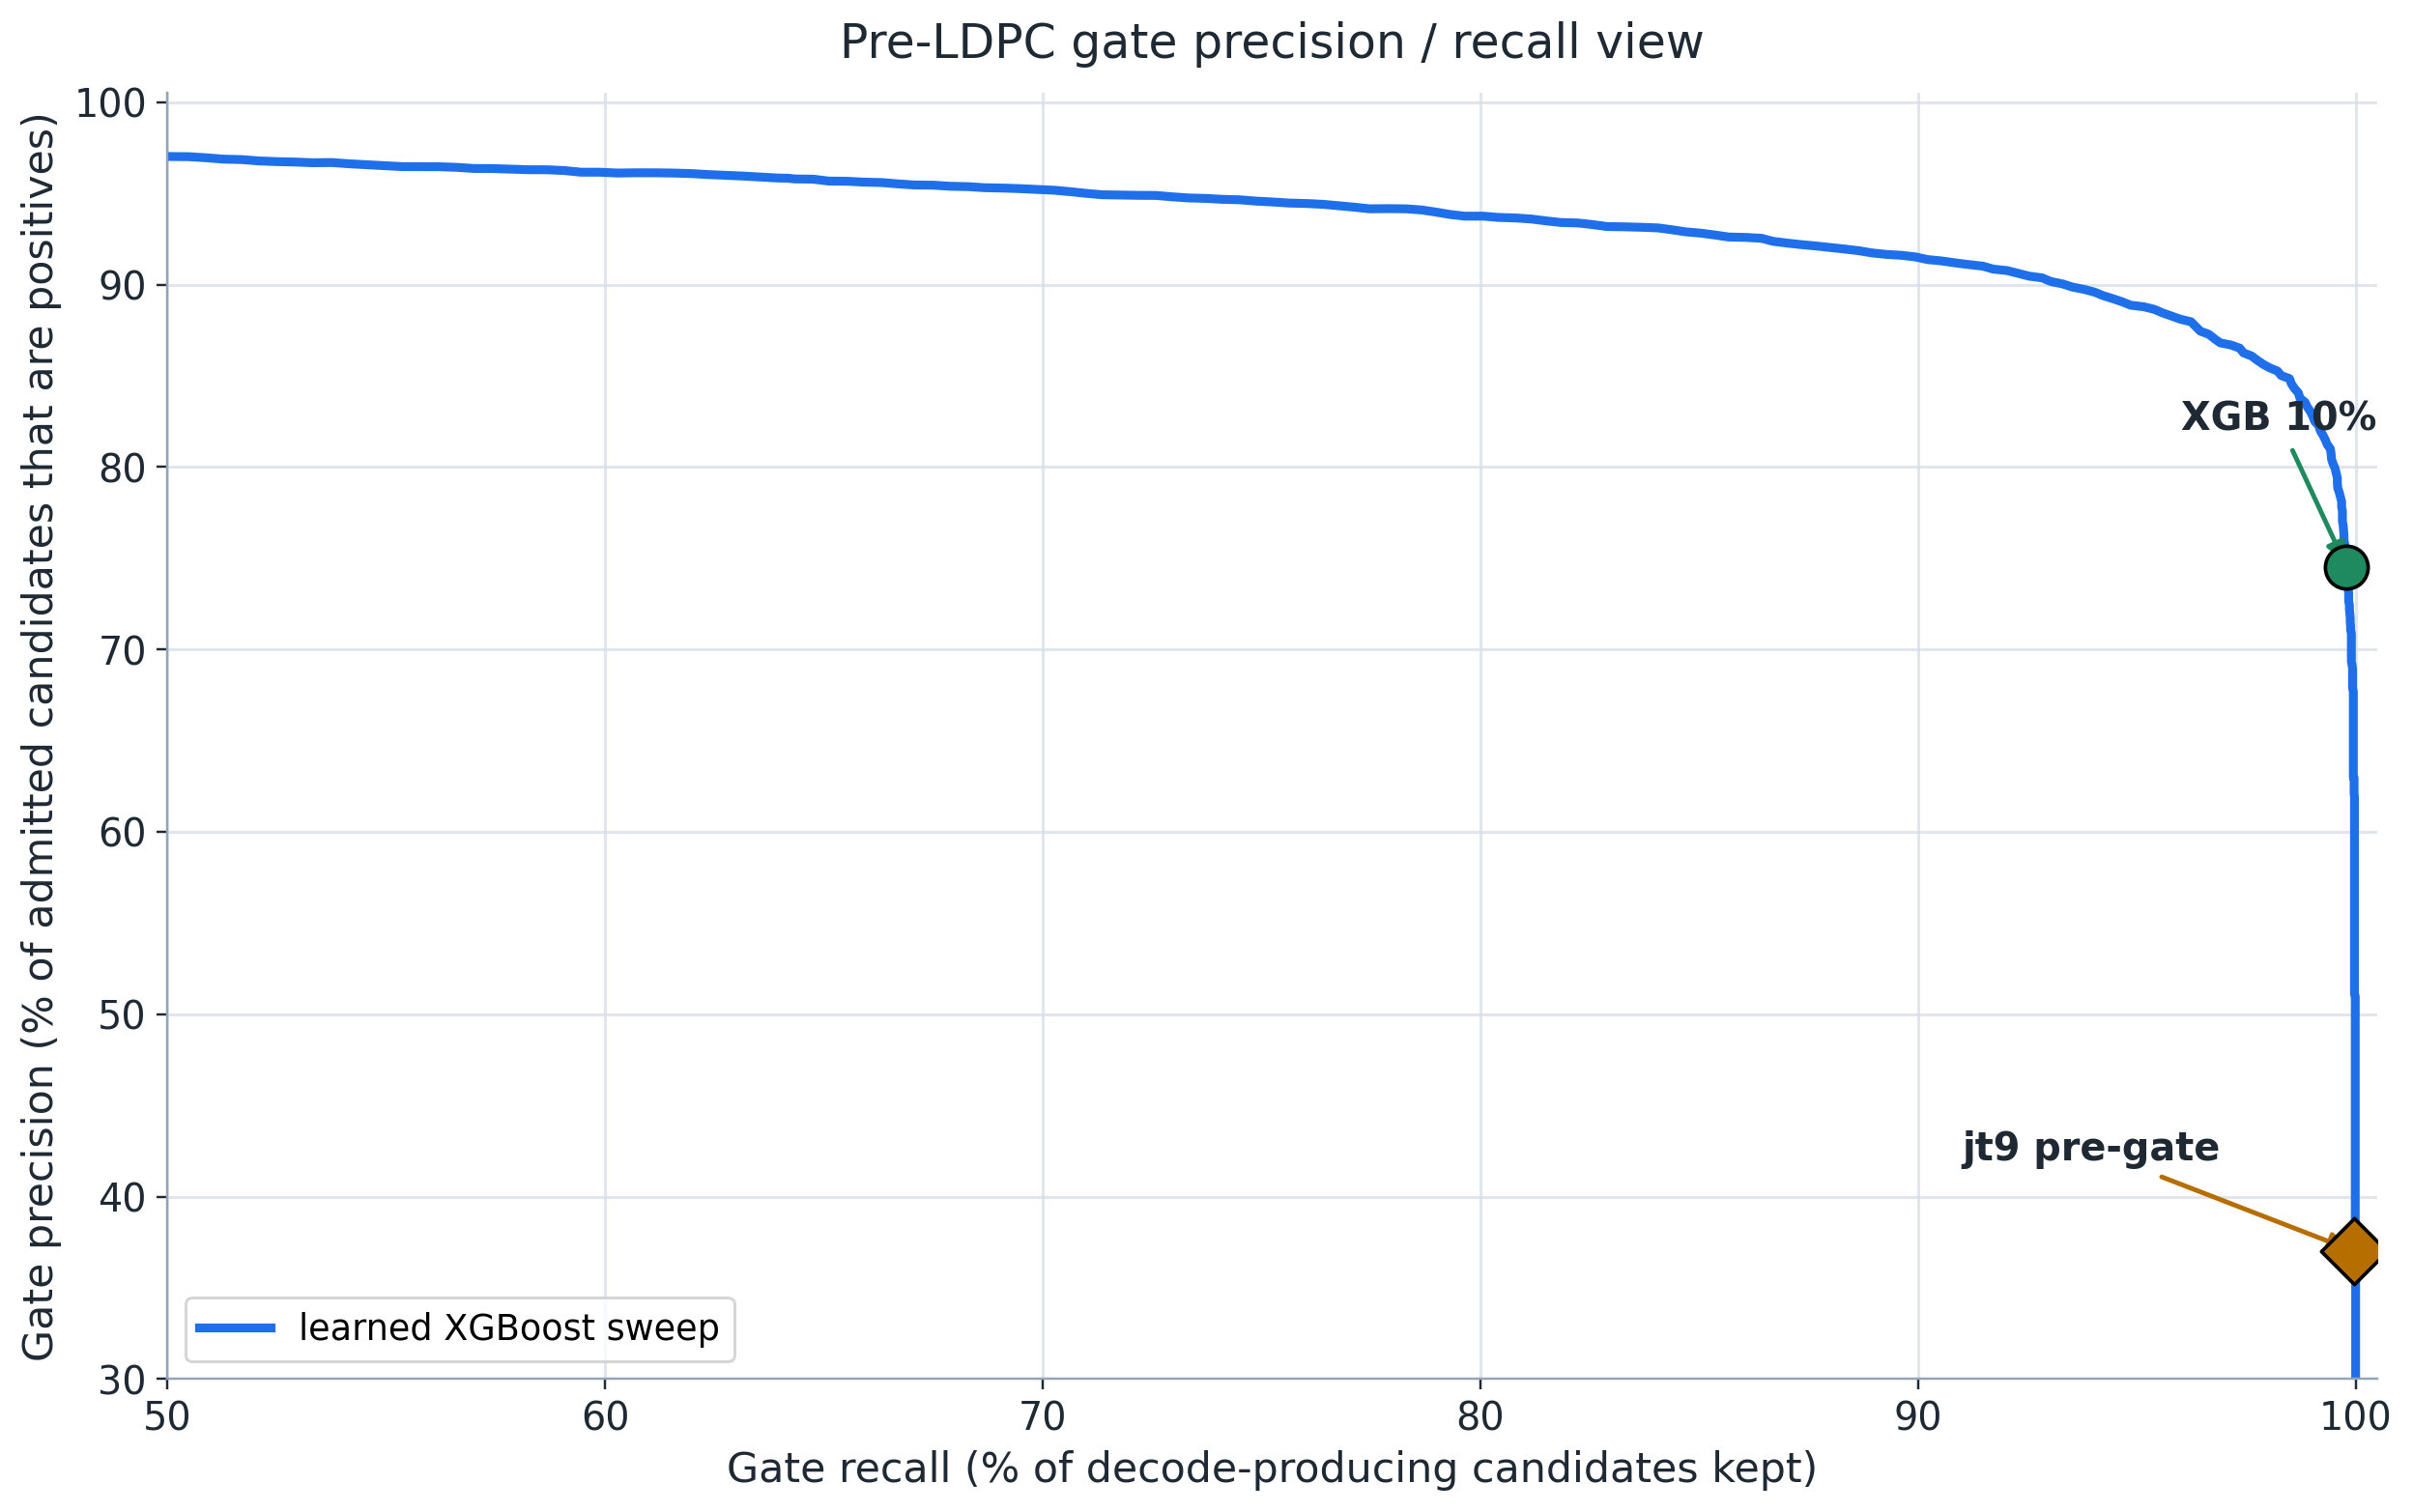 Pre-LDPC gate precision / recall view
Gate precision (% of admitted candidates that are positives)
100
90
80
70
60
50
40
30
XGB 10%
jt9 pre-gate
learned XGBoost sweep
50
60
70
80
90
100
Gate recall (% of decode-producing candidates kept)